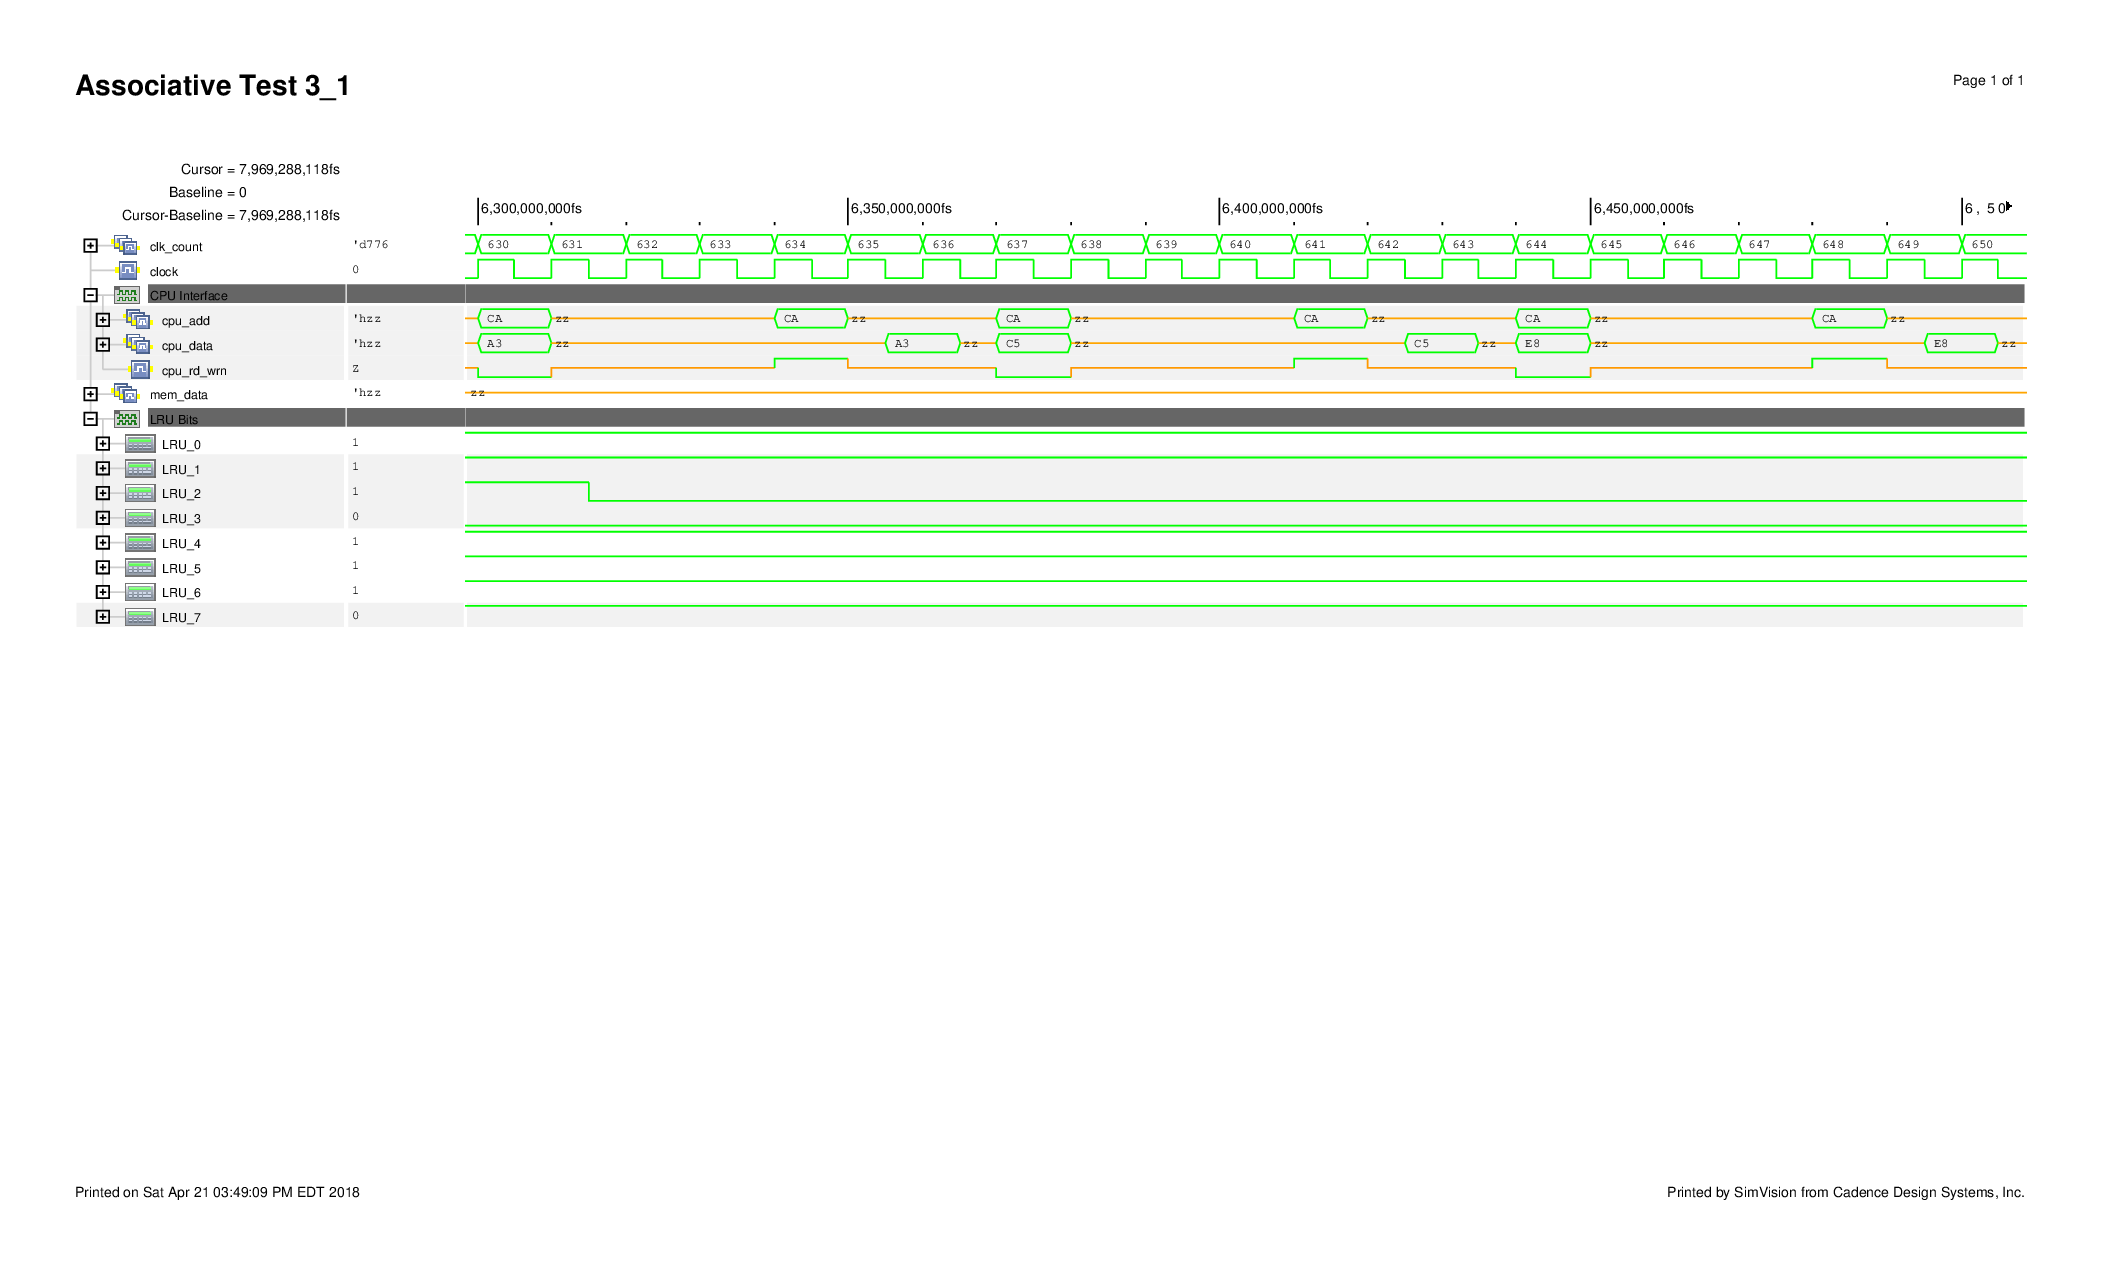 Associative Test 3_1
Page 1 of 1
Cursor = 7,969,288,118fs
Baseline = 0
Cursor-Baseline = 7,969,288,118fs
6,300,000,000fs 6,350,000,000fs 6,400,000,000fs 6,450,000,000fs 6, 50
clk_count 'd776 630 631 632 633 634 635 636 637 638 639 640 641 642 643 644 645 646 647 648 649 650
clock 0
CPU Interface
cpu_add 'hzz CA zz CA zz CA zz CA zz CA zz CA zz
cpu_data 'hzz A3 zz A3 zz C5 zz C5 zz E8 zz E8 zz
cpu_rd_wrn z
mem_data 'hzz zz
LRU Bits
LRU_0 1
LRU_1 1
LRU_2 1
LRU_3 0
LRU_4 1
LRU_5 1
LRU_6 1
LRU_7 0
Printed on Sat Apr 21 03:49:09 PM EDT 2018
Printed by SimVision from Cadence Design Systems, Inc.